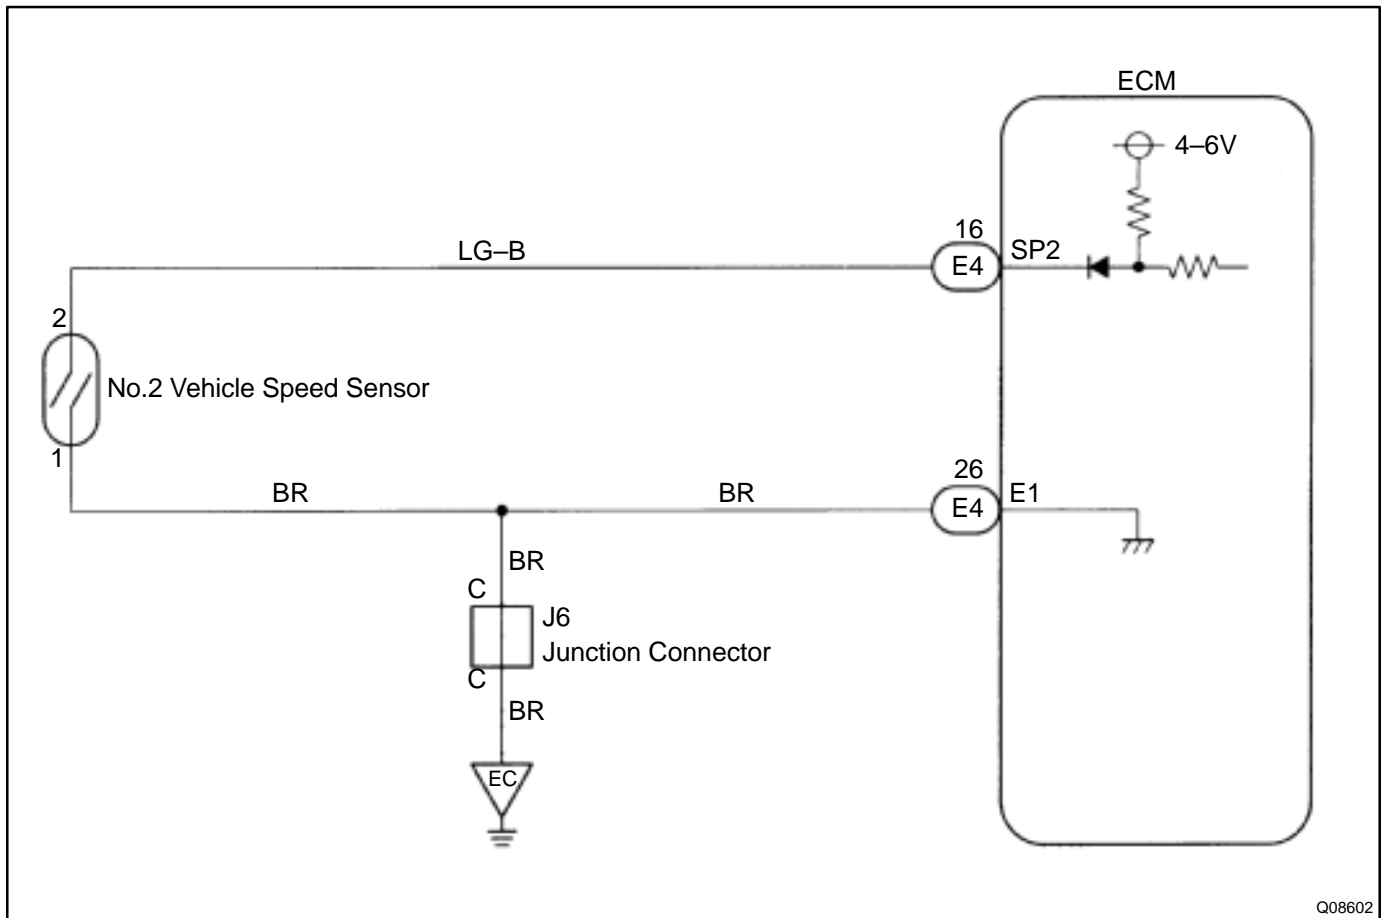 ECM
4–6V
16
LG–B
E4
SP2
2
No.2 Vehicle Speed Sensor
1
26
BR
BR
E4
E1
BR
C
J6
Junction Connector
C
BR
EC
Q08602